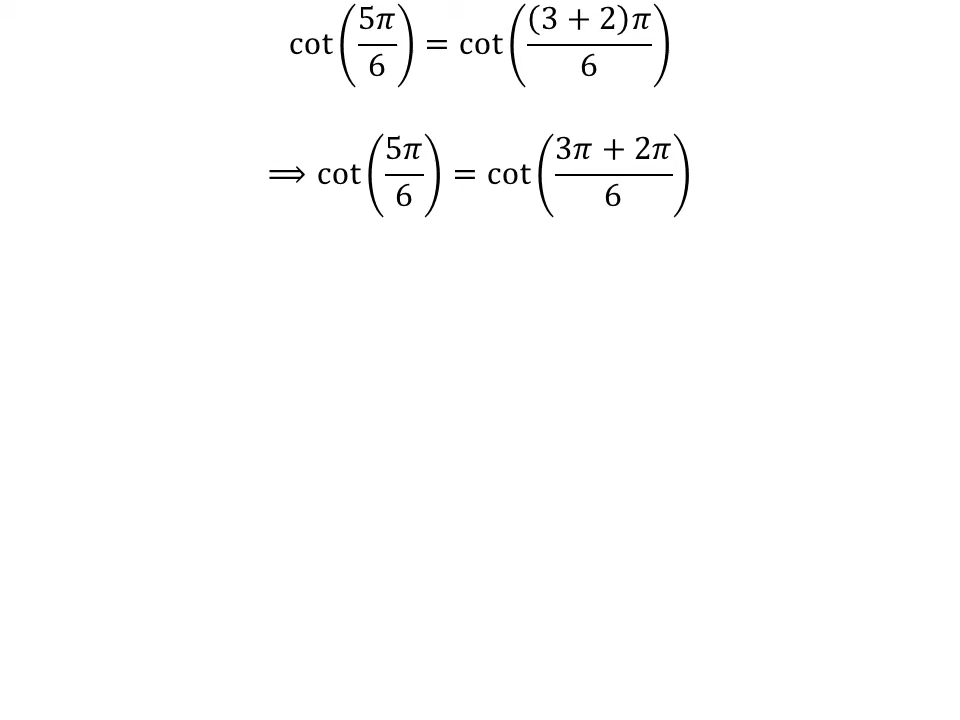 cot(5π/6) = cot((3 + 2)π/6)
⟹ cot(5π/6) = cot((3π + 2π)/6)